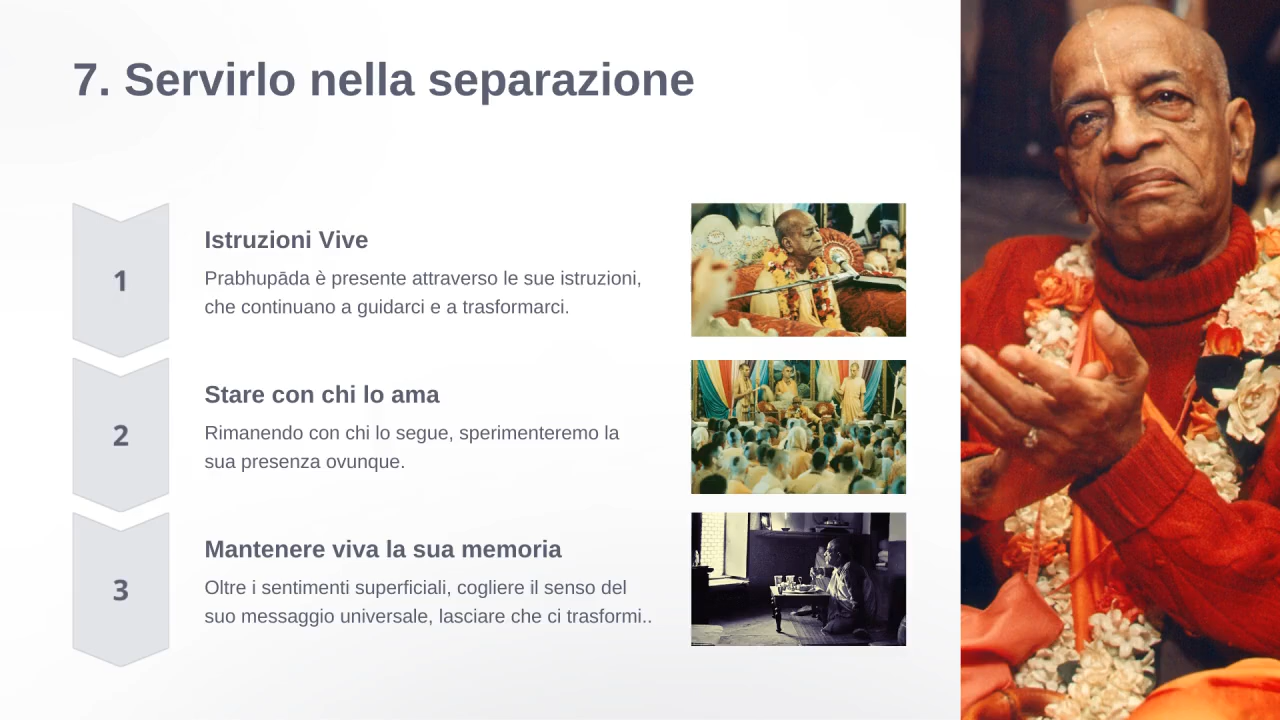 7. Servirlo nella separazione
1
Istruzioni Vive
Prabhupāda è presente attraverso le sue istruzioni,
che continuano a guidarci e a trasformarci.
2
Stare con chi lo ama
Rimanendo con chi lo segue, sperimenteremo la
sua presenza ovunque.
3
Mantenere viva la sua memoria
Oltre i sentimenti superficiali, cogliere il senso del
suo messaggio universale, lasciare che ci trasformi..